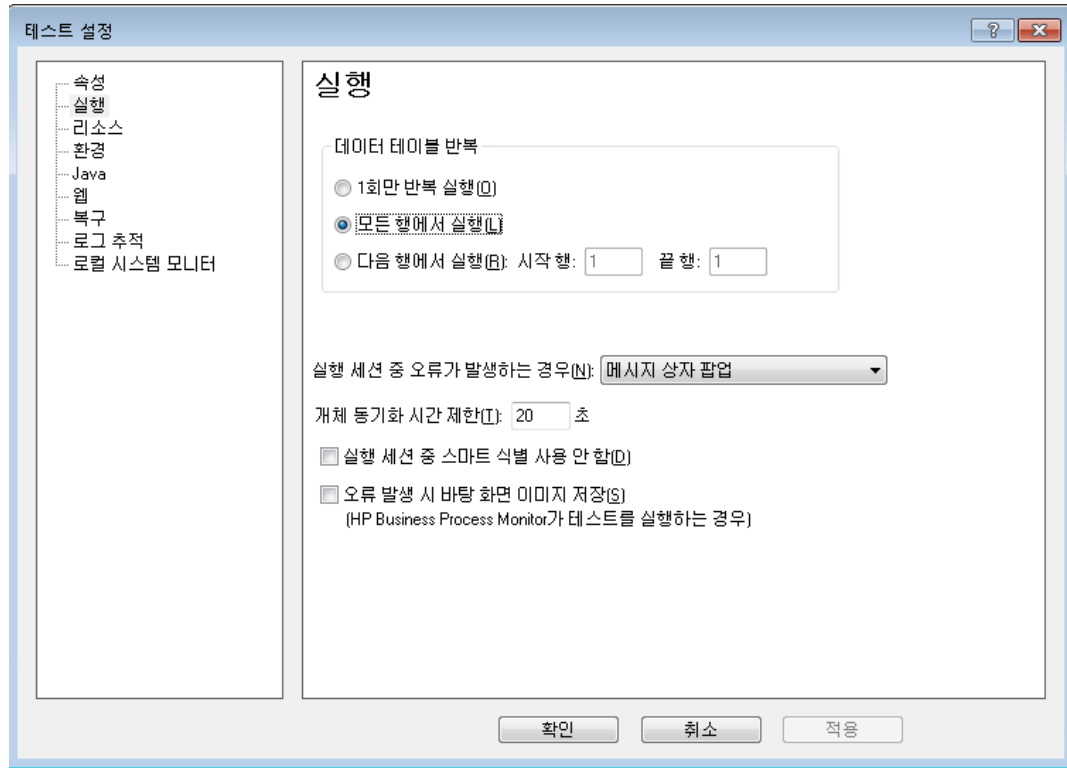 테스트 설정
속성
실행
리소스
환경
Java
웹
복구
로그 추적
로컬 시스템 모니터
실행
데이터 테이블 반복
1회만 반복 실행(O)
모든 행에서 실행(L)
다음 행에서 실행(R): 시작 행: 1 끝 행: 1
실행 세션 중 오류가 발생하는 경우(N): 메시지 상자 팝업
개체 동기화 시간 제한(T): 20 초
실행 세션 중 스마트 식별 사용 안 함(D)
오류 발생 시 바탕 화면 이미지 저장(S)
(HP Business Process Monitor가 테스트를 실행하는 경우)
확인 취소 적용